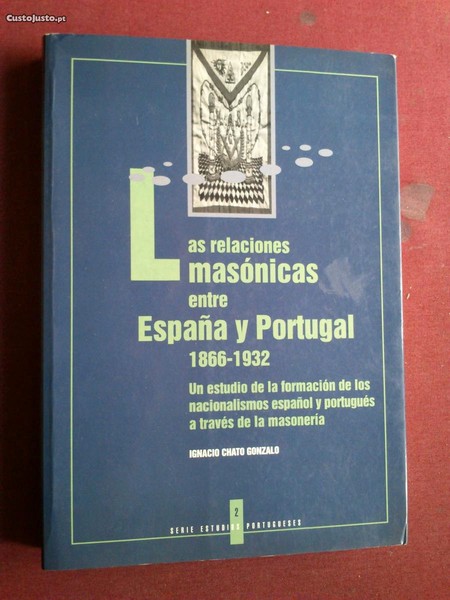 CustoJusto.pt
Las relaciones
masónicas
entre
España y Portugal
1866-1932
Un estudio de la formación de los
nacionalismos español y portugués
a través de la masonería
IGNACIO CHATO GONZALO
2
SERIE ESTUDIOS PORTUGUESES